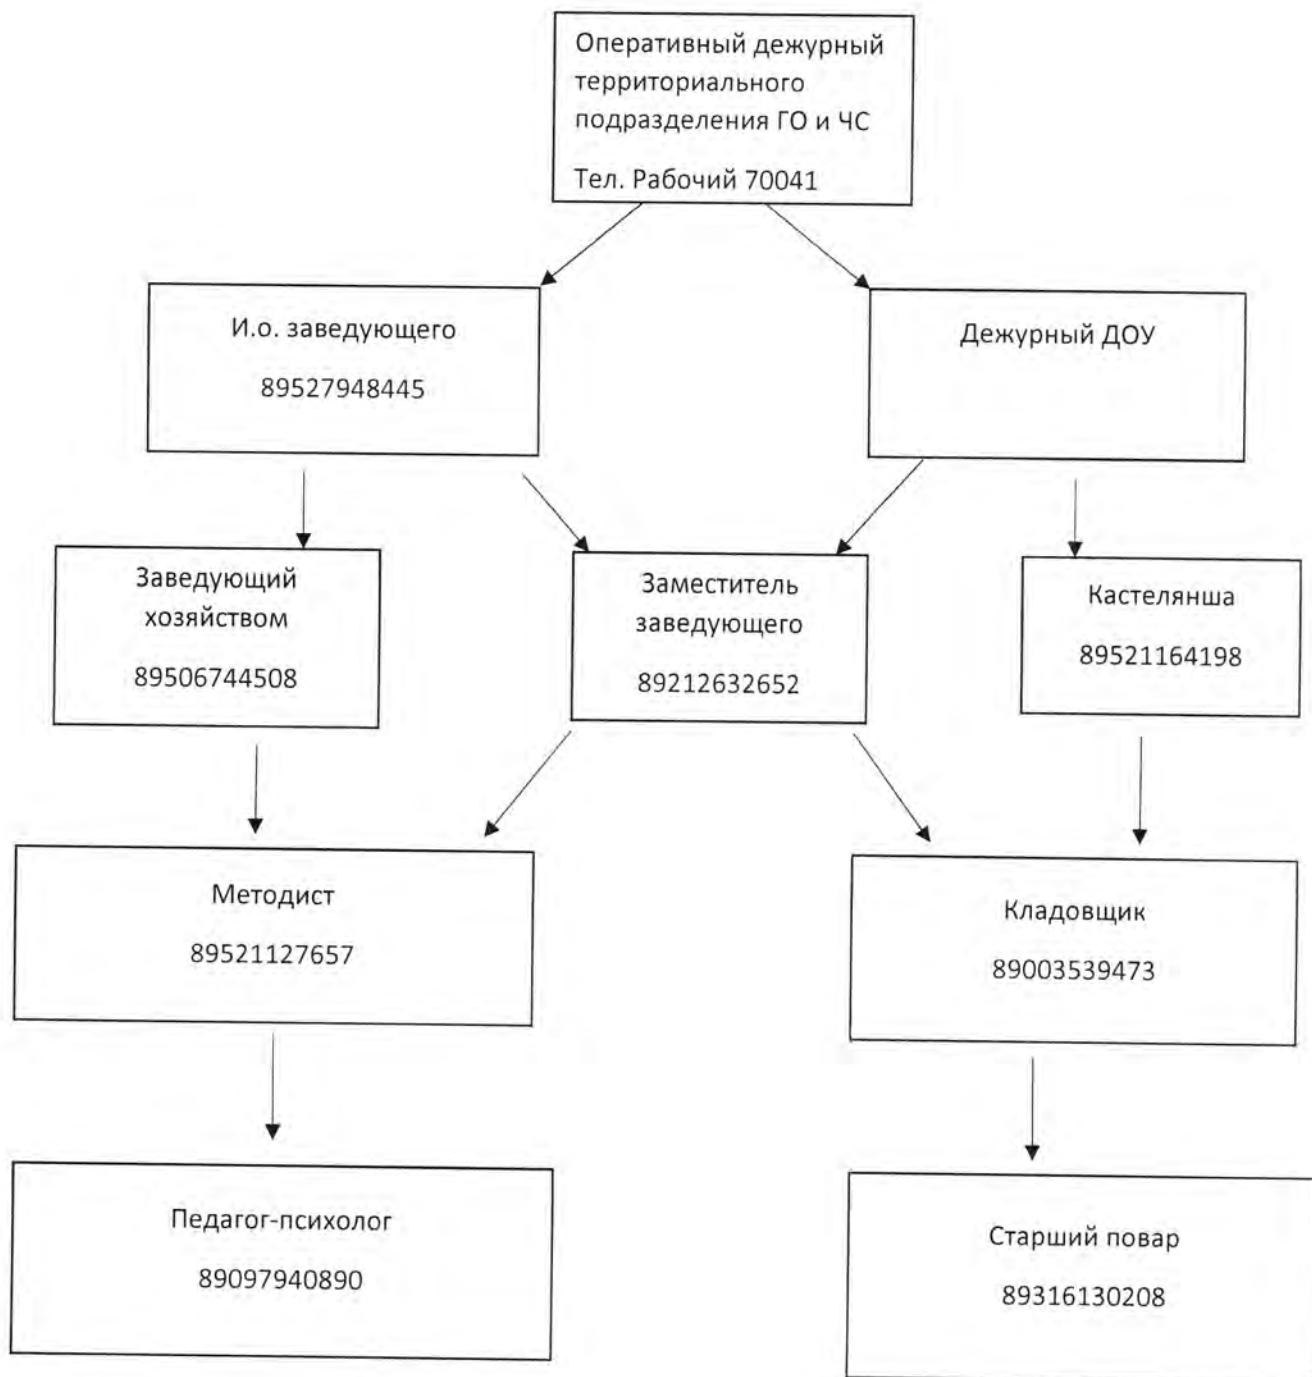 Оперативный дежурный
территориального
подразделения ГО и ЧС
Тел. Рабочий 70041
И.о. заведующего
89527948445
Дежурный ДОУ
Заведующий
хозяйством
89506744508
Заместитель
заведующего
89212632652
Кастелянша
89521164198
Методист
89521127657
Кладовщик
89003539473
Педагог-психолог
89097940890
Старший повар
89316130208